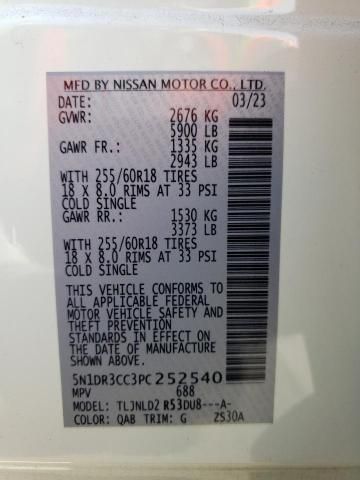 MFD BY NISSAN MOTOR CO., LTD.
DATE: 03/23
GVWR: 2676 KG
5900 LB
GAWR FR.: 1335 KG
2943 LB
WITH 255/60R18 TIRES
18 X 8.0 RIMS AT 33 PSI
COLD SINGLE
GAWR RR.: 1530 KG
3373 LB
WITH 255/60R18 TIRES
18 X 8.0 RIMS AT 33 PSI
COLD SINGLE
THIS VEHICLE CONFORMS TO
ALL APPLICABLE FEDERAL
MOTOR VEHICLE SAFETY AND
THEFT PREVENTION
STANDARDS IN EFFECT ON
THE DATE OF MANUFACTURE
SHOWN ABOVE.
5N1DR3CC3PC252540
MPV 688
MODEL: TLJNLD2 R53DU8---A-
COLOR: QAB TRIM: G ZS30A